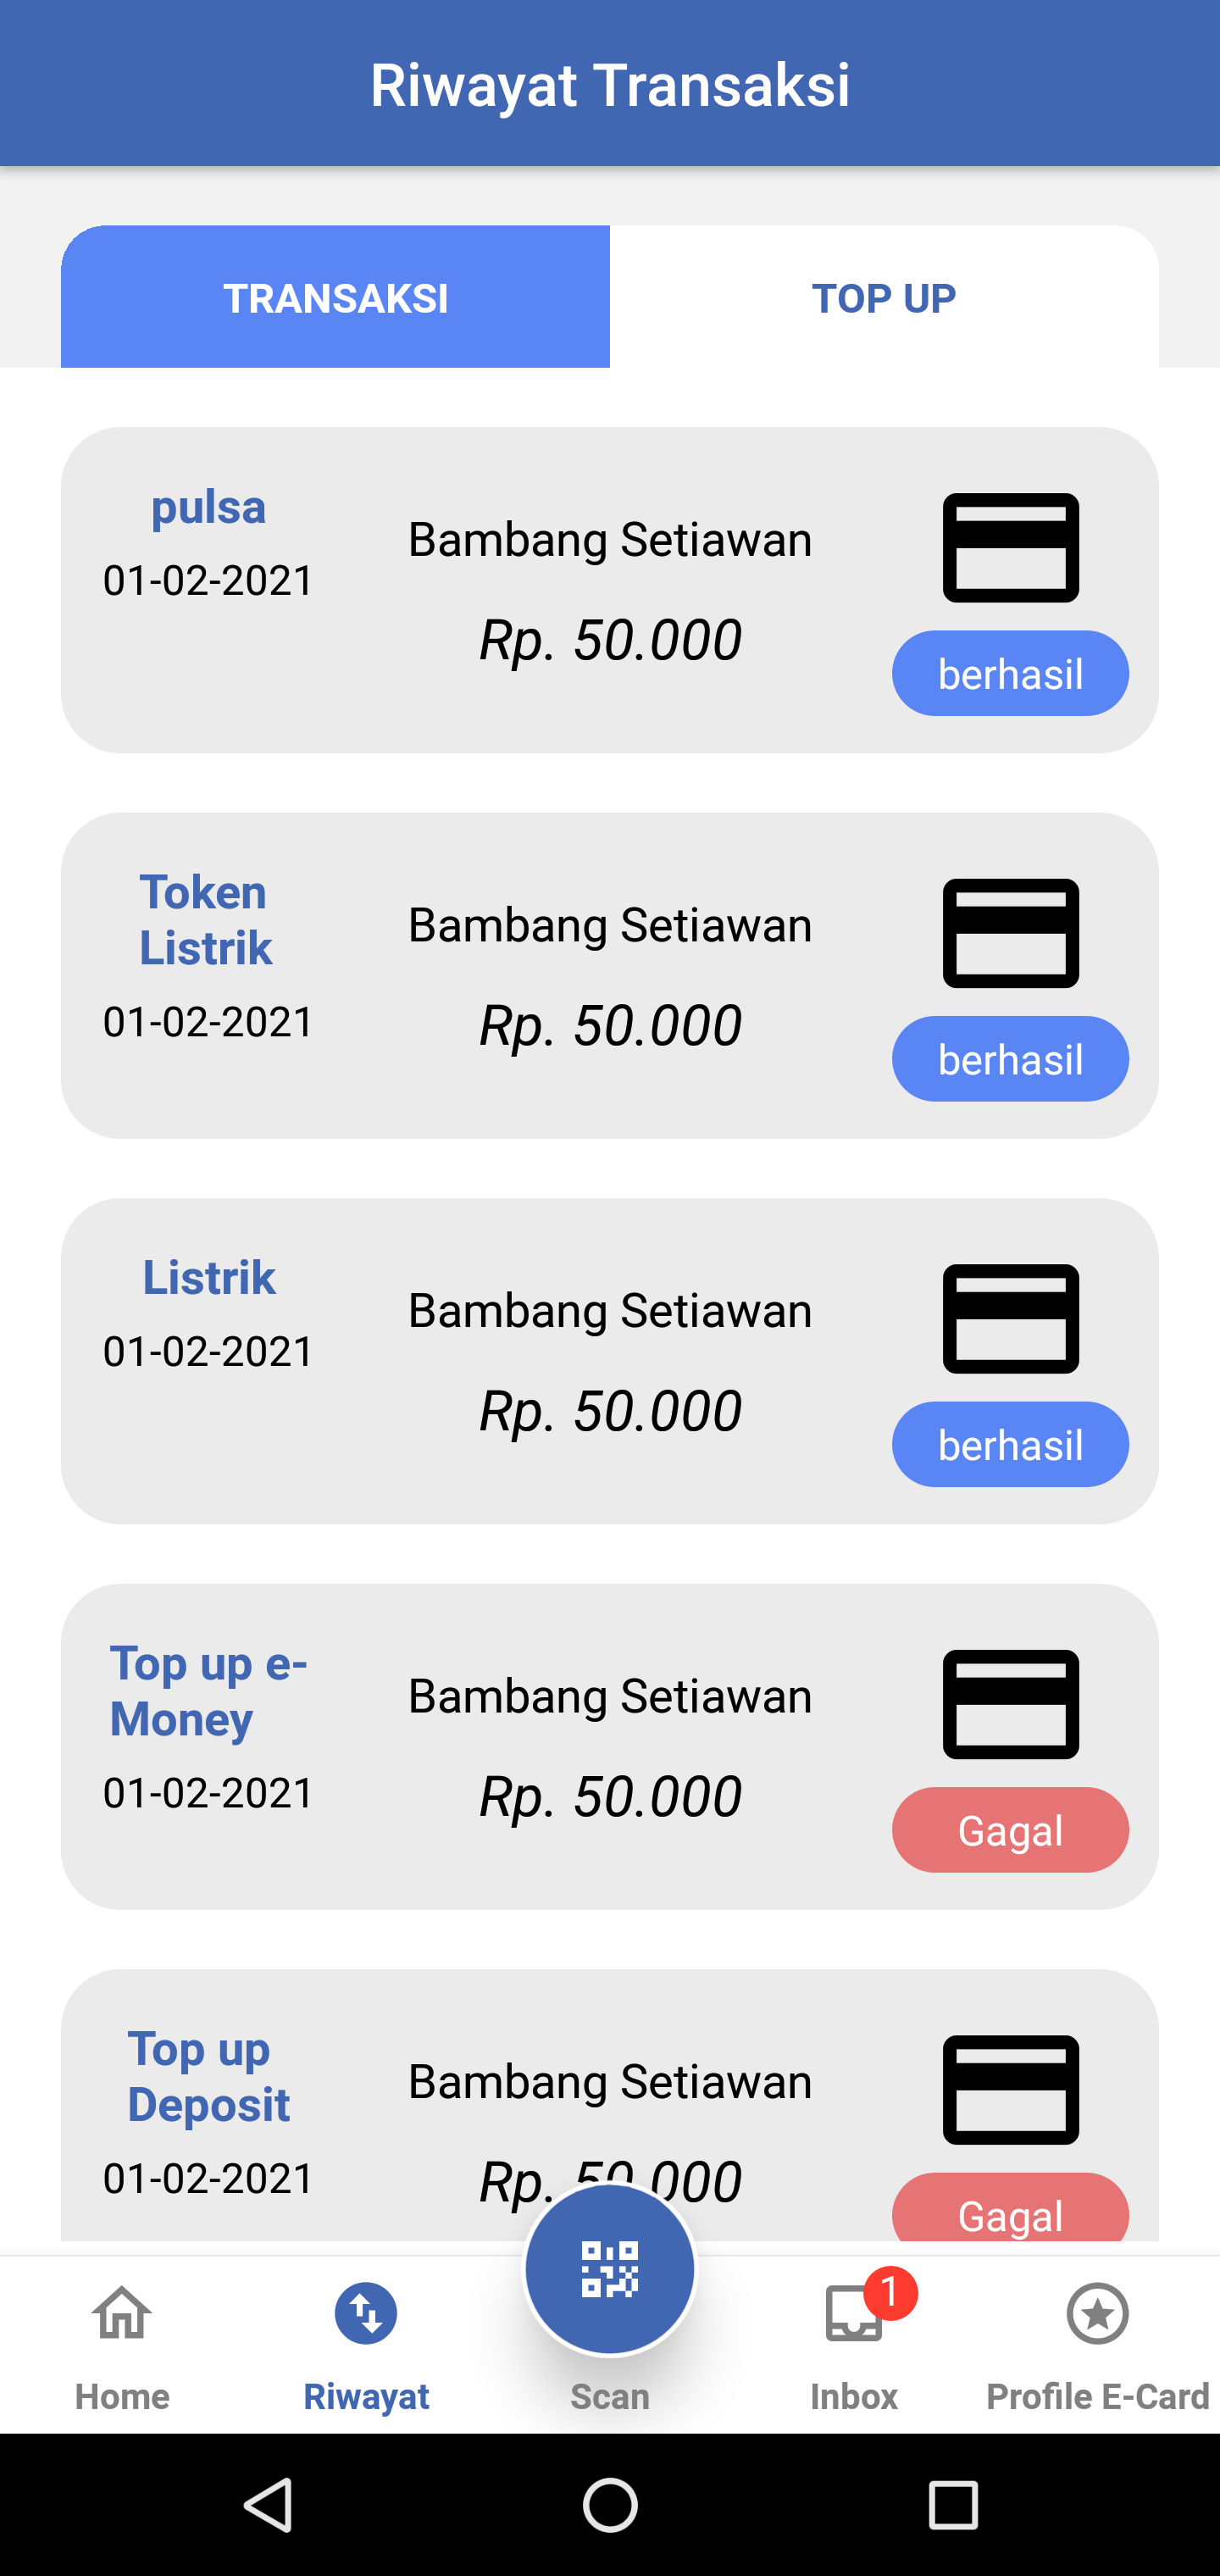 Riwayat Transaksi
TRANSAKSI
TOP UP
pulsa
01-02-2021
Bambang Setiawan
Rp. 50.000
berhasil
Token
Listrik
01-02-2021
Bambang Setiawan
Rp. 50.000
berhasil
Listrik
01-02-2021
Bambang Setiawan
Rp. 50.000
berhasil
Top up e-
Money
01-02-2021
Bambang Setiawan
Rp. 50.000
Gagal
Top up
Deposit
01-02-2021
Bambang Setiawan
Rp. 50.000
Gagal
Home
Riwayat
Scan
1
Inbox
Profile E-Card